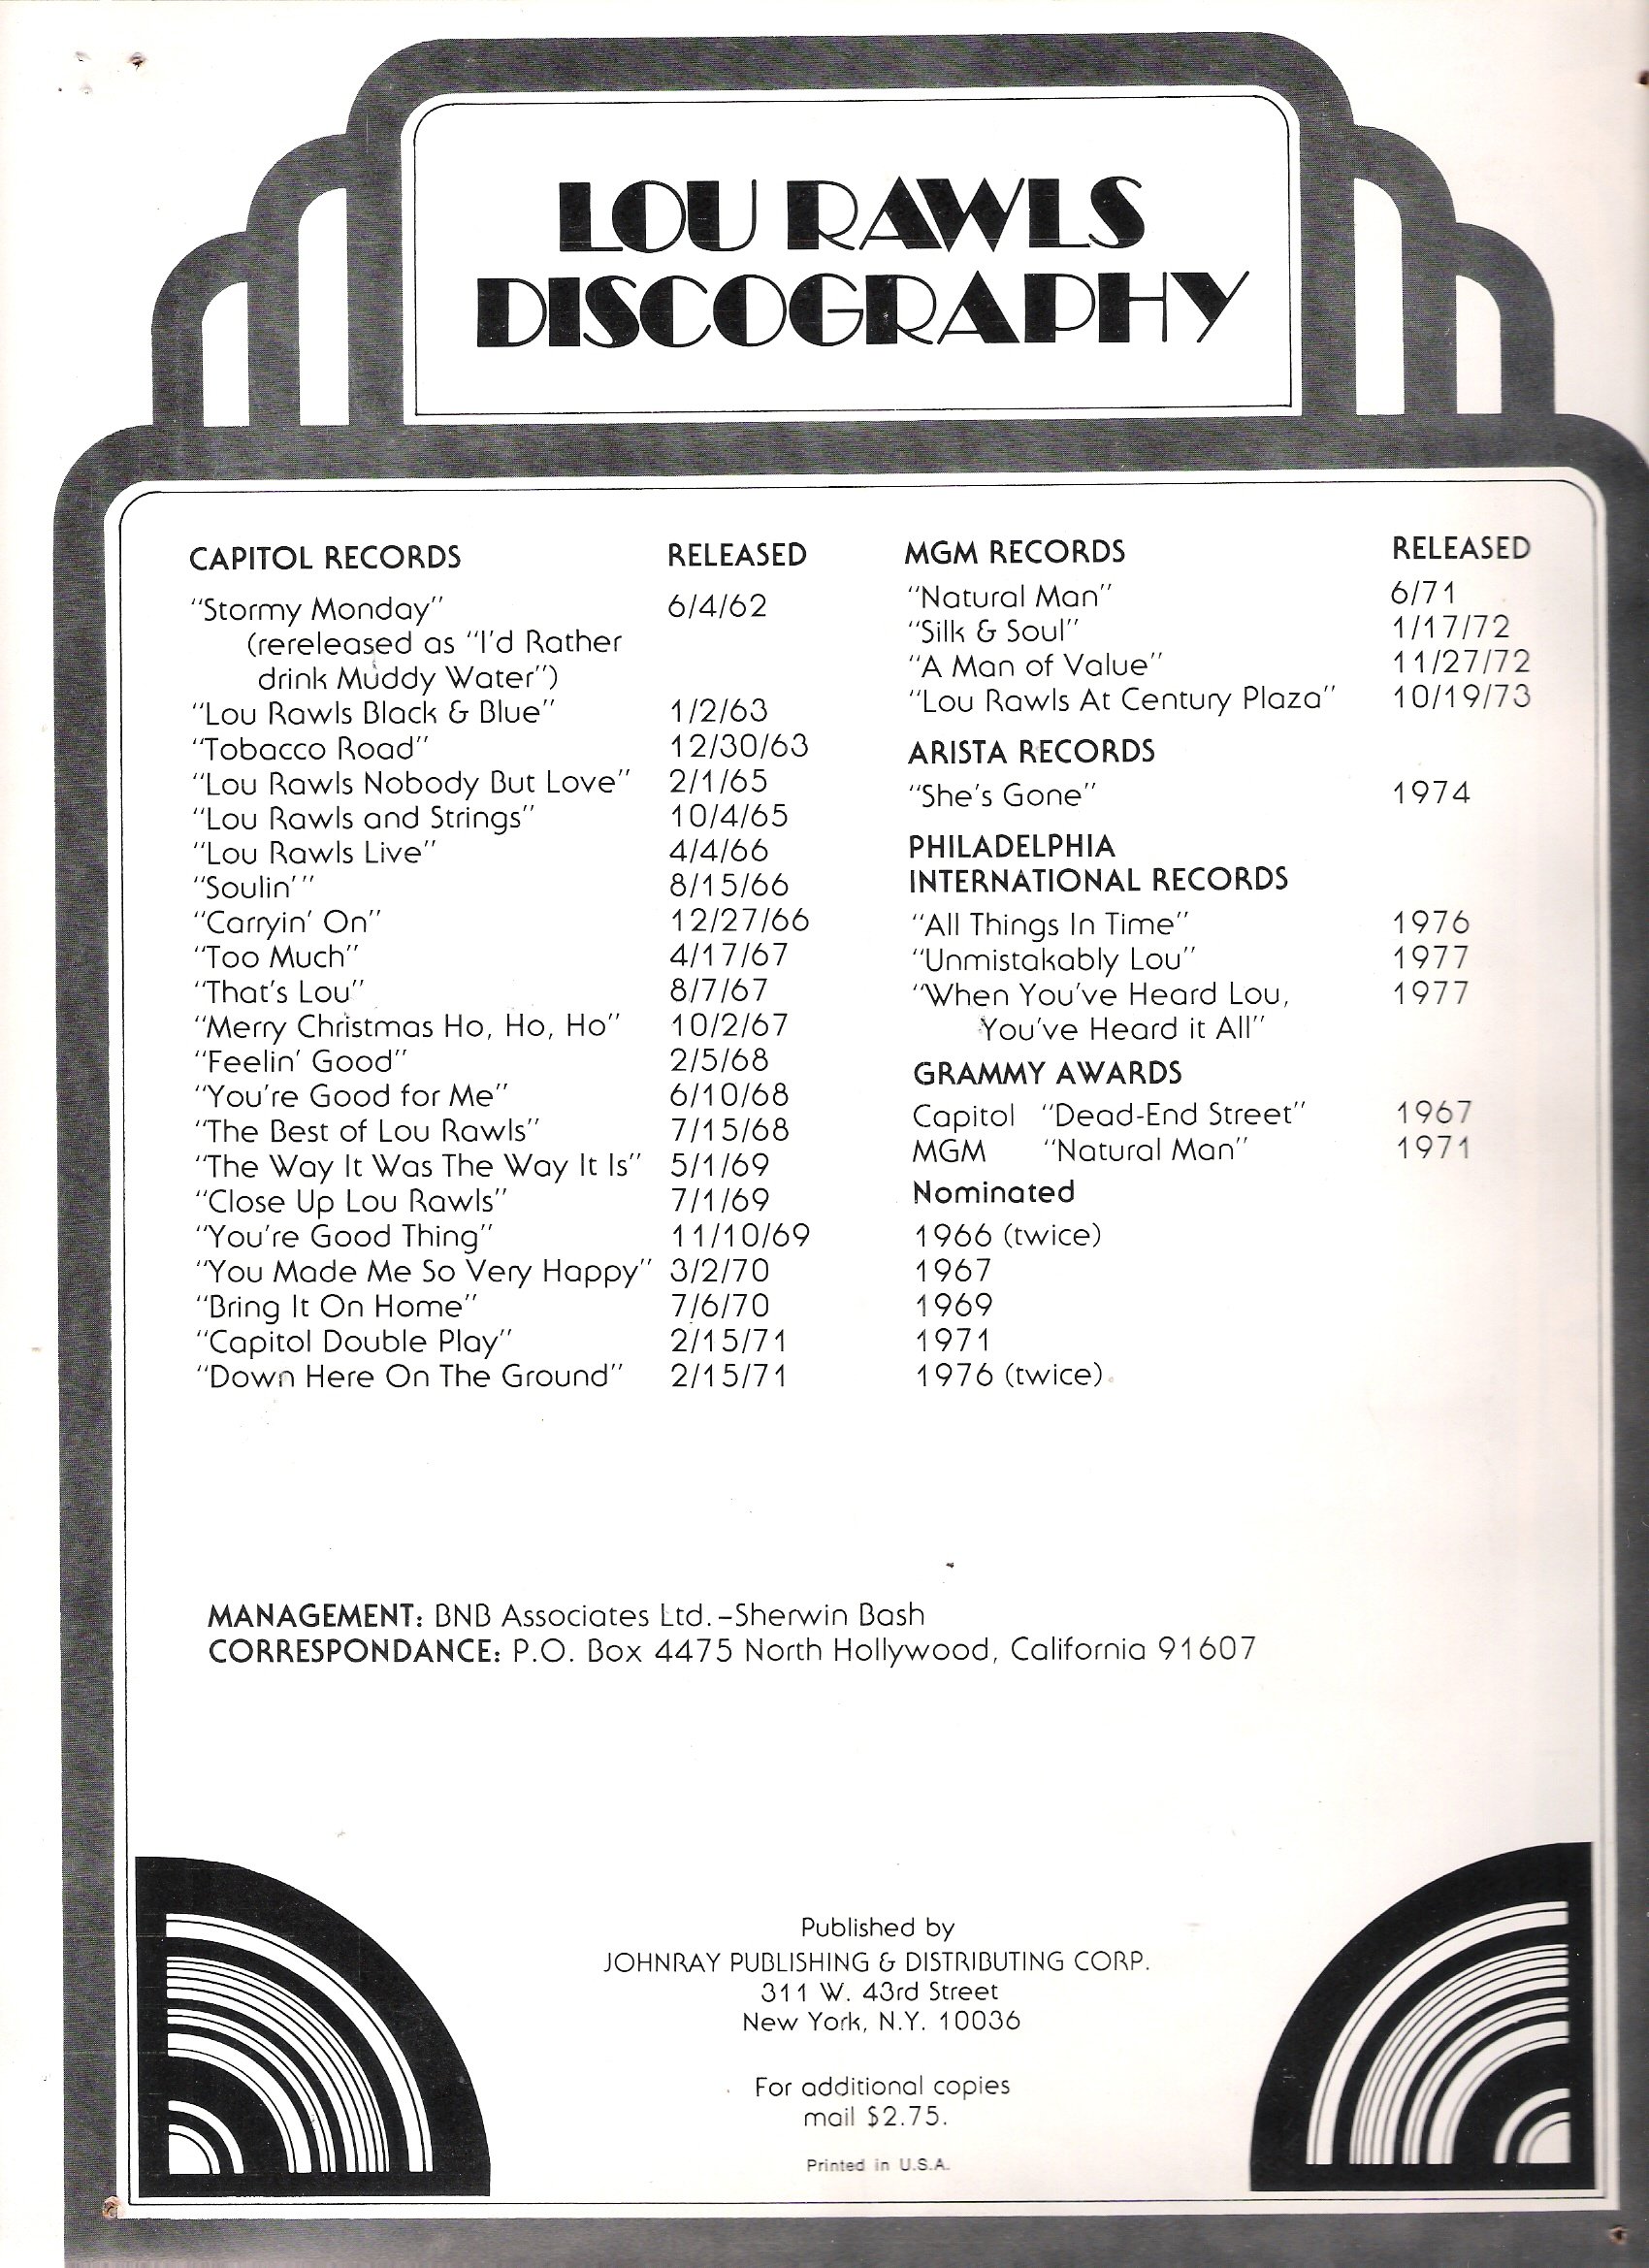 LOU RAWLS
DISCOGRAPHY
CAPITOL RECORDS RELEASED
"Stormy Monday" 6/4/62
(rereleased as "I'd Rather
drink Muddy Water")
"Lou Rawls Black & Blue" 1/2/63
"Tobacco Road" 12/30/63
"Lou Rawls Nobody But Love" 2/1/65
"Lou Rawls and Strings" 10/4/65
"Lou Rawls Live" 4/4/66
"Soulin'" 8/15/66
"Carryin' On" 12/27/66
"Too Much" 4/17/67
"That's Lou" 8/7/67
"Merry Christmas Ho, Ho, Ho" 10/2/67
"Feelin' Good" 2/5/68
"You're Good for Me" 6/10/68
"The Best of Lou Rawls" 7/15/68
"The Way It Was The Way It Is" 5/1/69
"Close Up Lou Rawls" 7/1/69
"You're Good Thing" 11/10/69
"You Made Me So Very Happy" 3/2/70
"Bring It On Home" 7/6/70
"Capitol Double Play" 2/15/71
"Down Here On The Ground" 2/15/71
MGM RECORDS RELEASED
"Natural Man" 6/71
"Silk & Soul" 1/17/72
"A Man of Value" 11/27/72
"Lou Rawls At Century Plaza" 10/19/73
ARISTA RECORDS
"She's Gone" 1974
PHILADELPHIA
INTERNATIONAL RECORDS
"All Things In Time" 1976
"Unmistakably Lou" 1977
"When You've Heard Lou, 1977
You've Heard it All"
GRAMMY AWARDS
Capitol "Dead-End Street" 1967
MGM "Natural Man" 1971
Nominated
1966 (twice)
1967
1969
1971
1976 (twice)
MANAGEMENT: BNB Associates Ltd.–Sherwin Bash
CORRESPONDANCE: P.O. Box 4475 North Hollywood, California 91607
Published by
JOHNRAY PUBLISHING & DISTRIBUTING CORP.
311 W. 43rd Street
New York, N.Y. 10036
For additional copies
mail $2.75.
Printed in U.S.A.